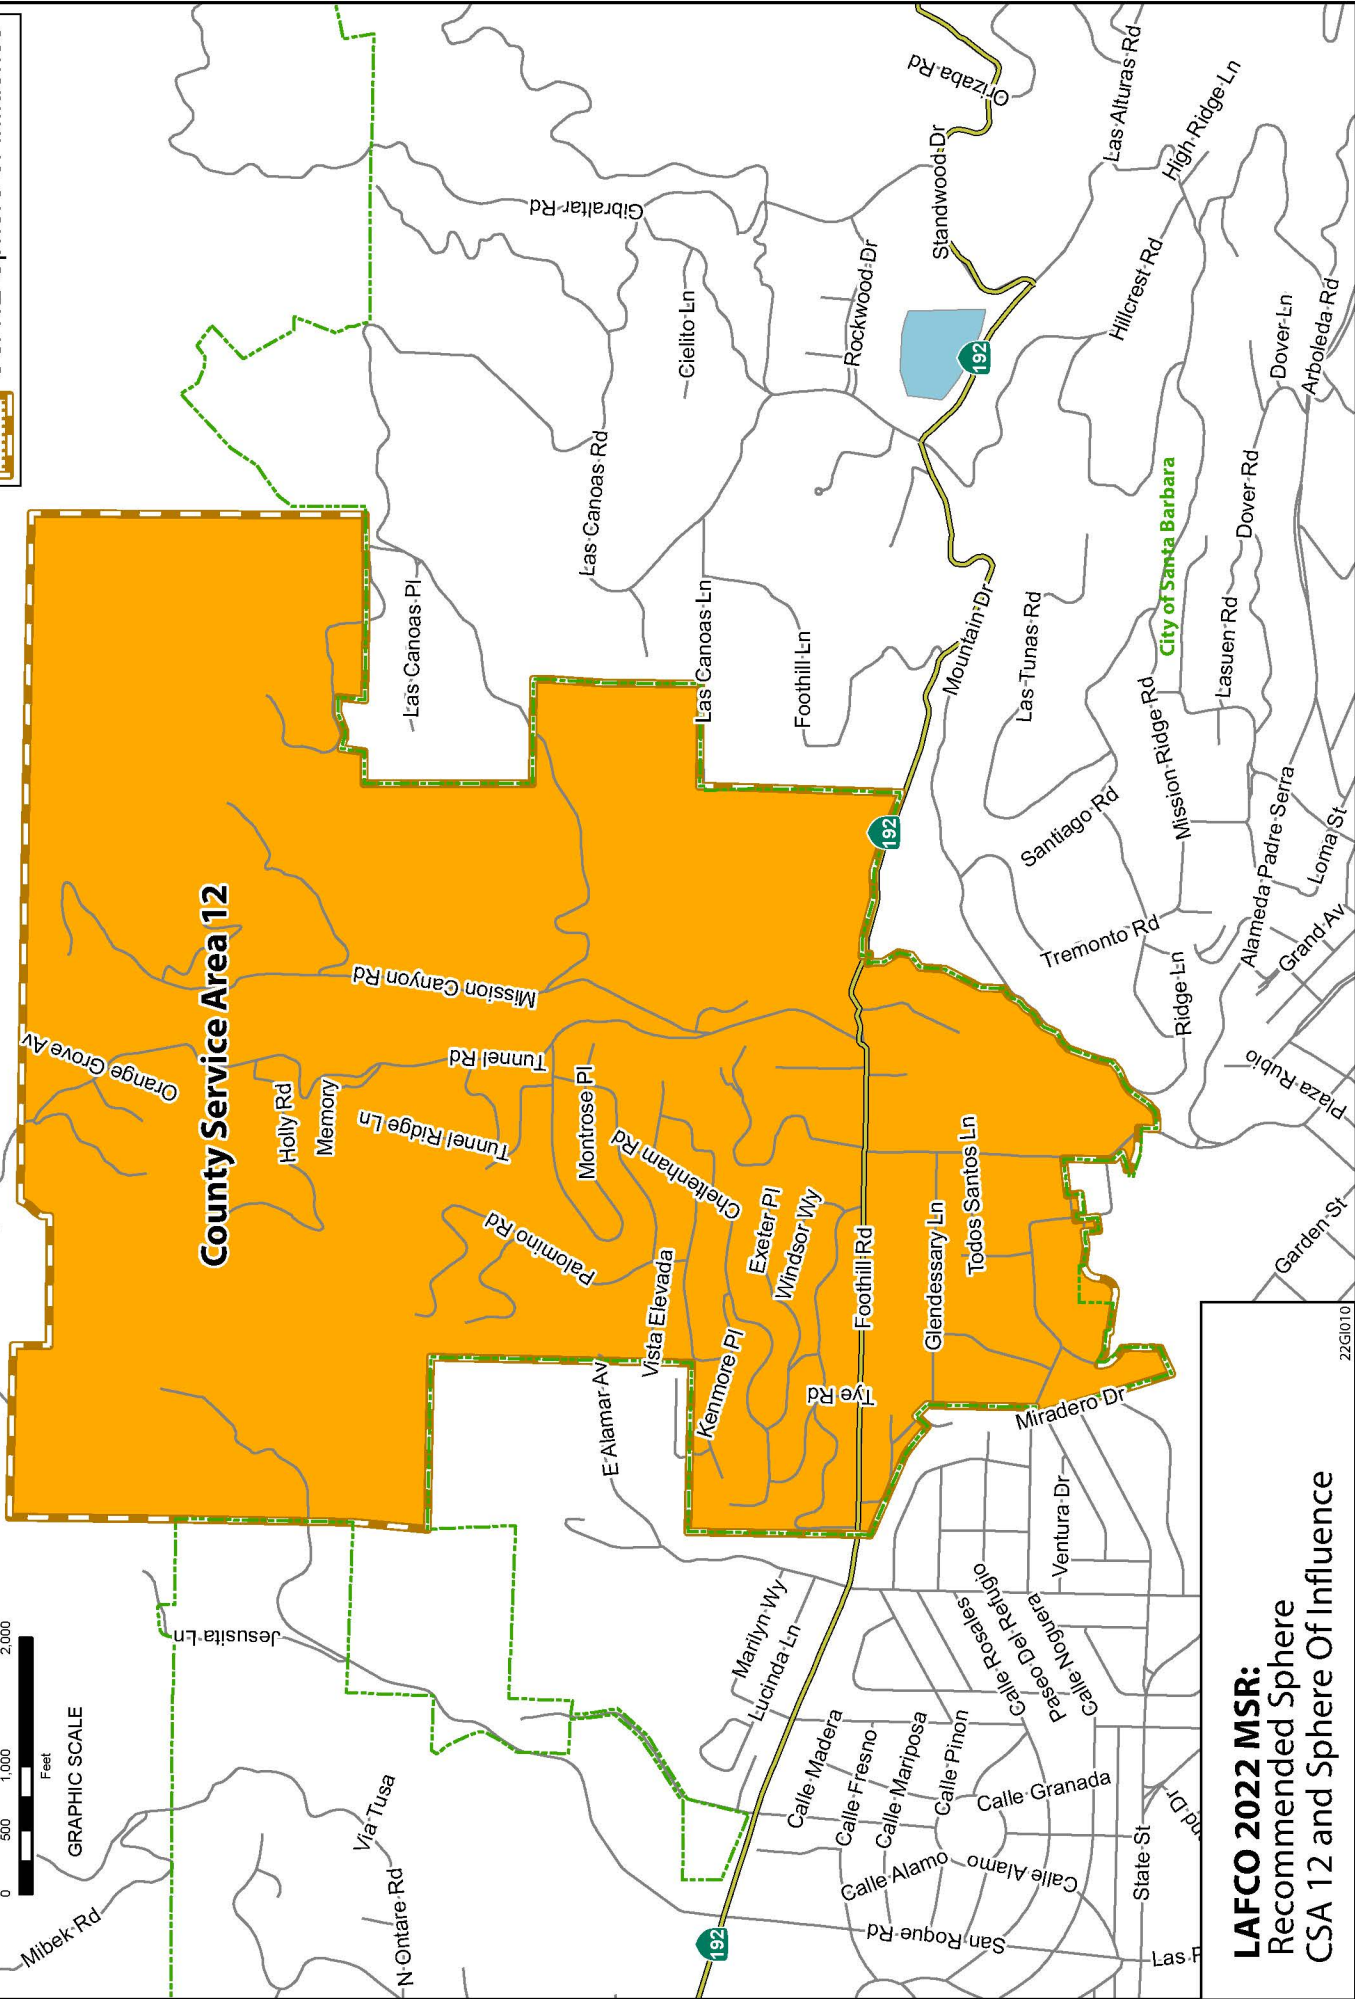 Mibek Rd
0 500 1,000 2,000
Feet
GRAPHIC SCALE
Jesusita Ln
Via Tusa
N Ontare Rd
Marilyn Wy
Lucinda Ln
192
Calle Madera
Calle Fresno
Calle Mariposa
Calle Pinon
Calle Granada
Calle Alamo
Calle Alamo
San Roque Rd
Calle Rosales
Paseo Del Refugio
Calle Noguera
Ventura Dr
State St
Las P
nd Dr
Miradero Dr
E Alamar Av
Orange Grove Av
County Service Area 12
Holly Rd
Memory
Tunnel Ridge Ln
Tunnel Rd
Mission Canyon Rd
Montrose Pl
Palomino Rd
Cheltenham Rd
Vista Elevada
Kenmore Pl
Exeter Pl
Windsor Wy
Tye Rd
Foothill Rd
Glendessary Ln
Todos Santos Ln
192
Las Canoas Pl
Las Canoas Rd
Las Canoas Ln
Foothill Ln
Gibraltar Rd
Cielito Ln
Rockwood Dr
Standwood Dr
Orizaba Rd
192
Mountain Dr
Las Tunas Rd
Las Alturas Rd
High Ridge Ln
Hillcrest Rd
City of Santa Barbara
Dover Ln
Arboleda Rd
Dover Rd
Lasuen Rd
Mission Ridge Rd
Santiago Rd
Tremonto Rd
Ridge Ln
Alameda Padre Serra
Loma St
Grand Av
Plaza Rubio
Garden St
LAFCO 2022 MSR:
Recommended Sphere
CSA 12 and Sphere Of Influence
22GI010